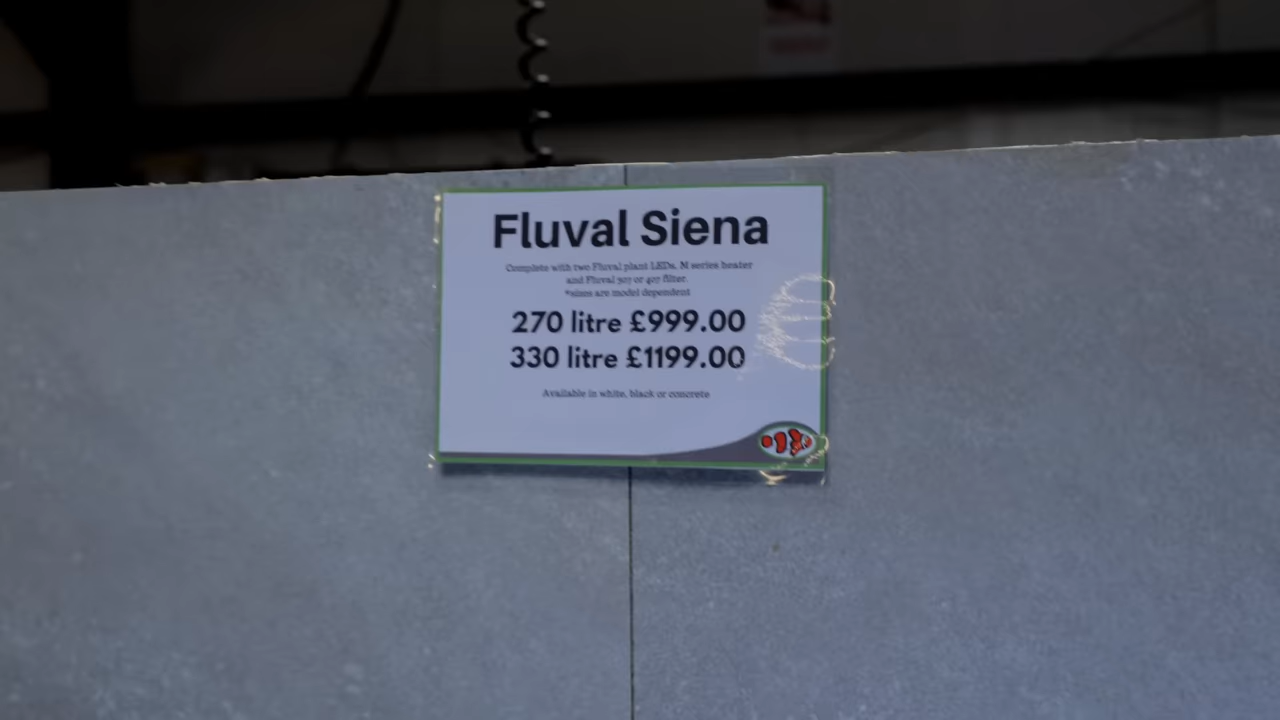 Fluval Siena
Complete with two Fluval plant LEDs, M series heater
and Fluval 307 or 407 filter.
*sizes are model dependent
270 litre £999.00
330 litre £1199.00
Available in white, black or concrete